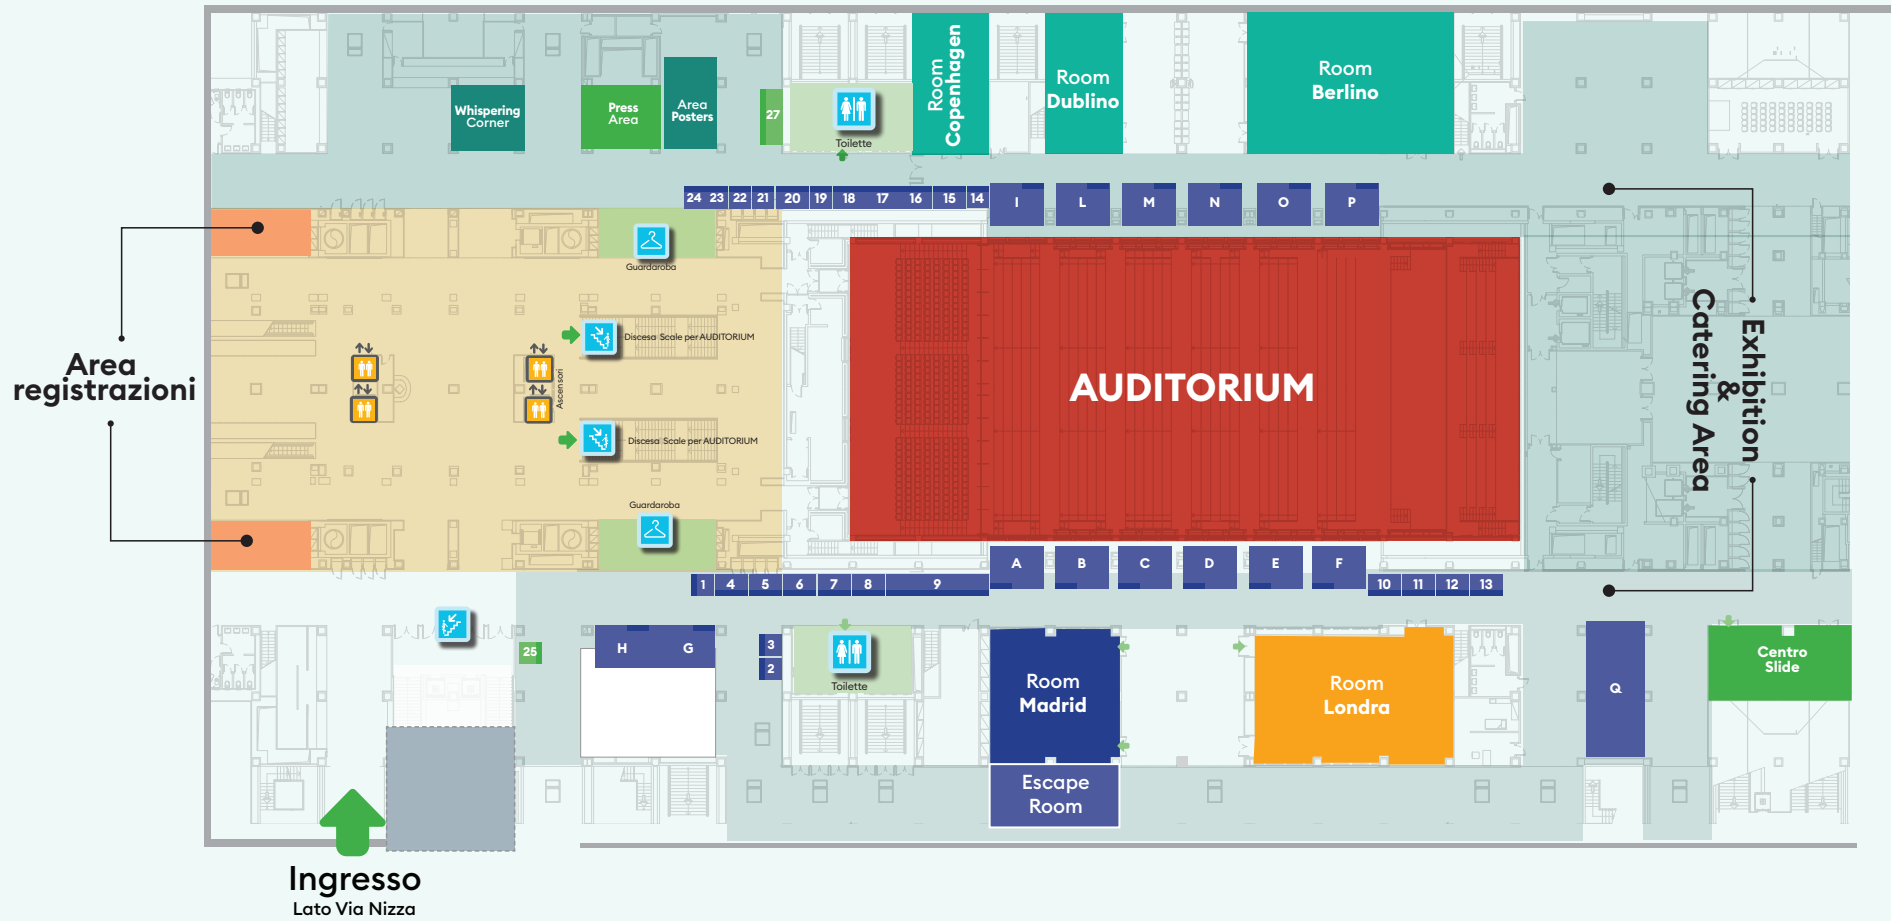 Room
Copenhagen
Room
Dublino
Room
Berlino
Whispering
Corner
Press
Area
Area
Posters
27
Toilette
24 23 22 21 20 19 18 17 16 15 14
I L M N O P
Guardaroba
Discesa Scale per AUDITORIUM
Area
registrazioni
Ascensori
AUDITORIUM
Exhibition
&
Catering Area
Discesa Scale per AUDITORIUM
Guardaroba
A B C D E F
1 4 5 6 7 8 9
10 11 12 13
25
H G
3
2
Toilette
Room
Madrid
Room
Londra
Q
Centro
Slide
Escape
Room
Ingresso
Lato Via Nizza